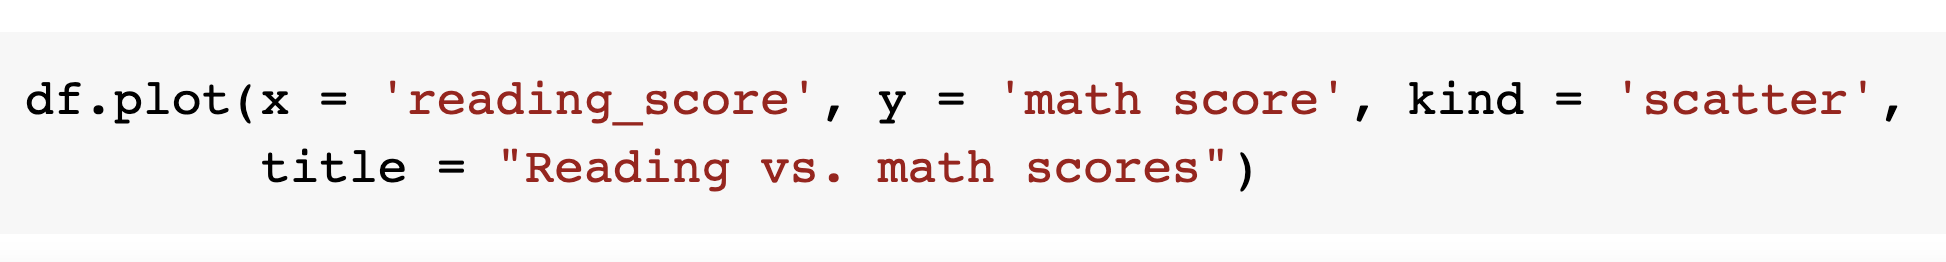 df.plot(x = 'reading_score', y = 'math score', kind = 'scatter',
title = "Reading vs. math scores")